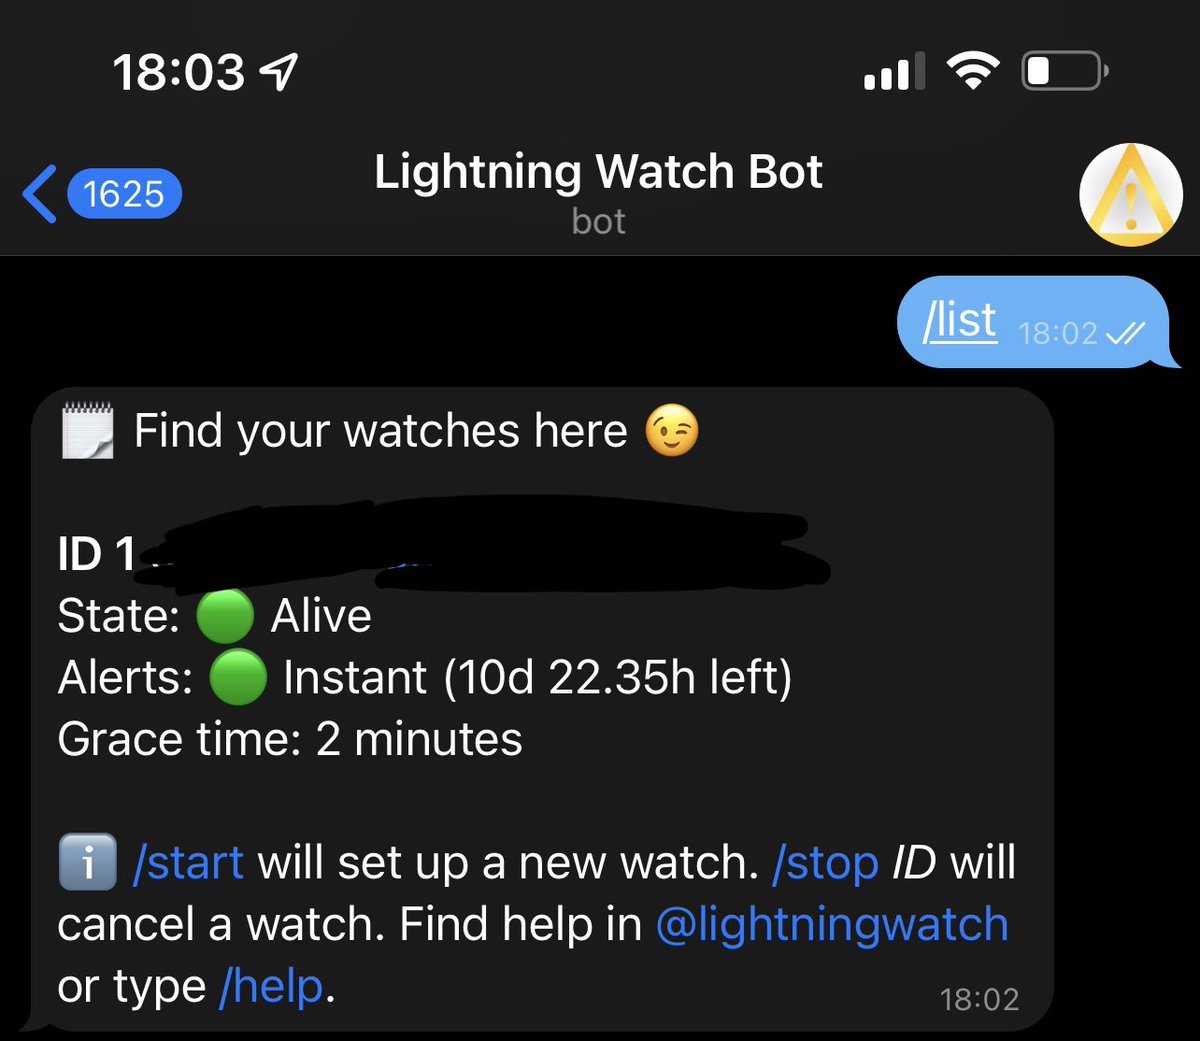 18:03
1625
Lightning Watch Bot
bot
/list 18:02
Find your watches here 😉
ID 1
State: 🟢 Alive
Alerts: 🟢 Instant (10d 22.35h left)
Grace time: 2 minutes
ℹ️ /start will set up a new watch. /stop ID will
cancel a watch. Find help in @lightningwatch
or type /help.
18:02